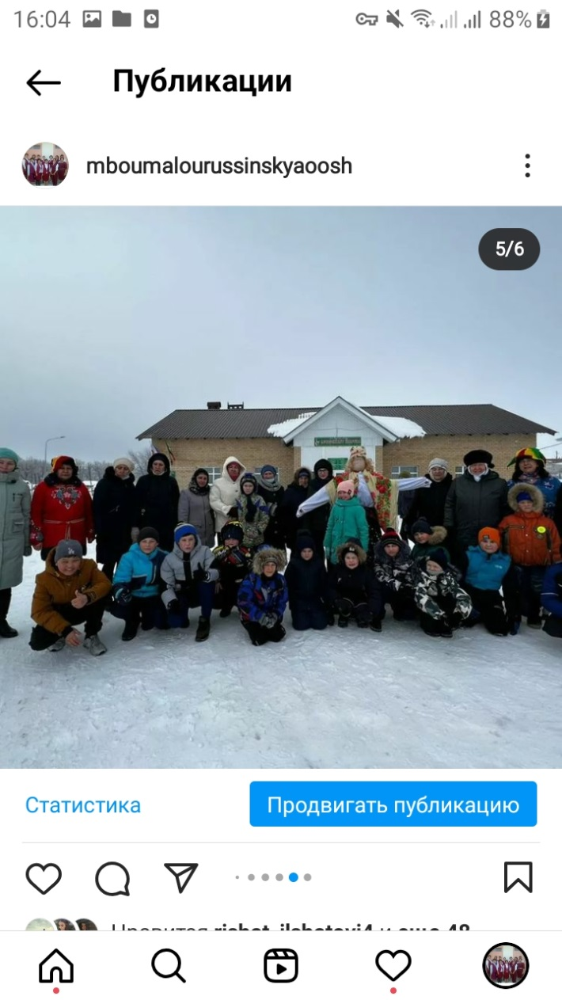 16:04 88%
Публикации
mboumalourussinskyaoosh
5/6
Статистика Продвигать публикацию